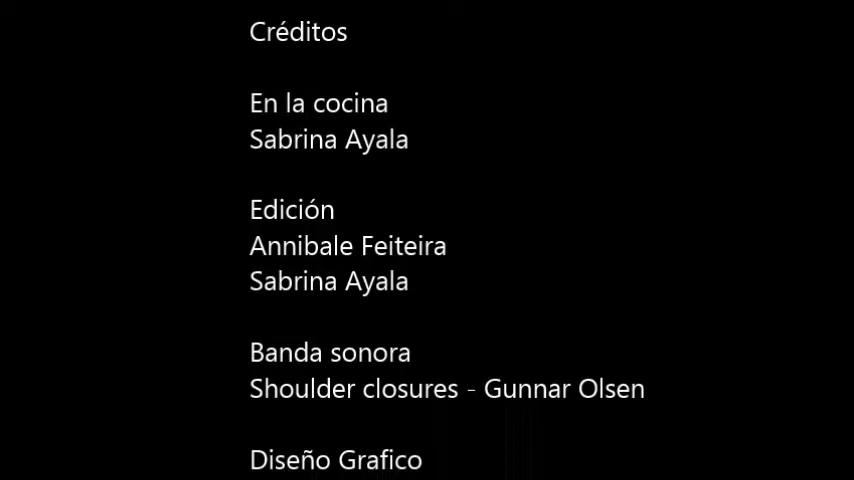 Créditos
En la cocina
Sabrina Ayala
Edición
Annibale Feiteira
Sabrina Ayala
Banda sonora
Shoulder closures - Gunnar Olsen
Diseño Grafico